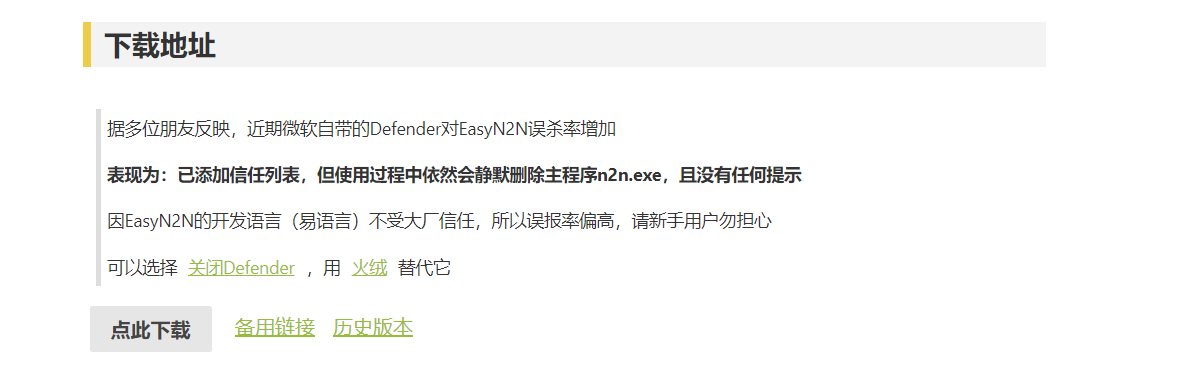 下载地址
据多位朋友反映，近期微软自带的Defender对EasyN2N误杀率增加
表现为：已添加信任列表，但使用过程中依然会静默删除主程序n2n.exe，且没有任何提示
因EasyN2N的开发语言（易语言）不受大厂信任，所以误报率偏高，请新手用户勿担心
可以选择 关闭Defender ，用 火绒 替代它
点此下载 备用链接 历史版本